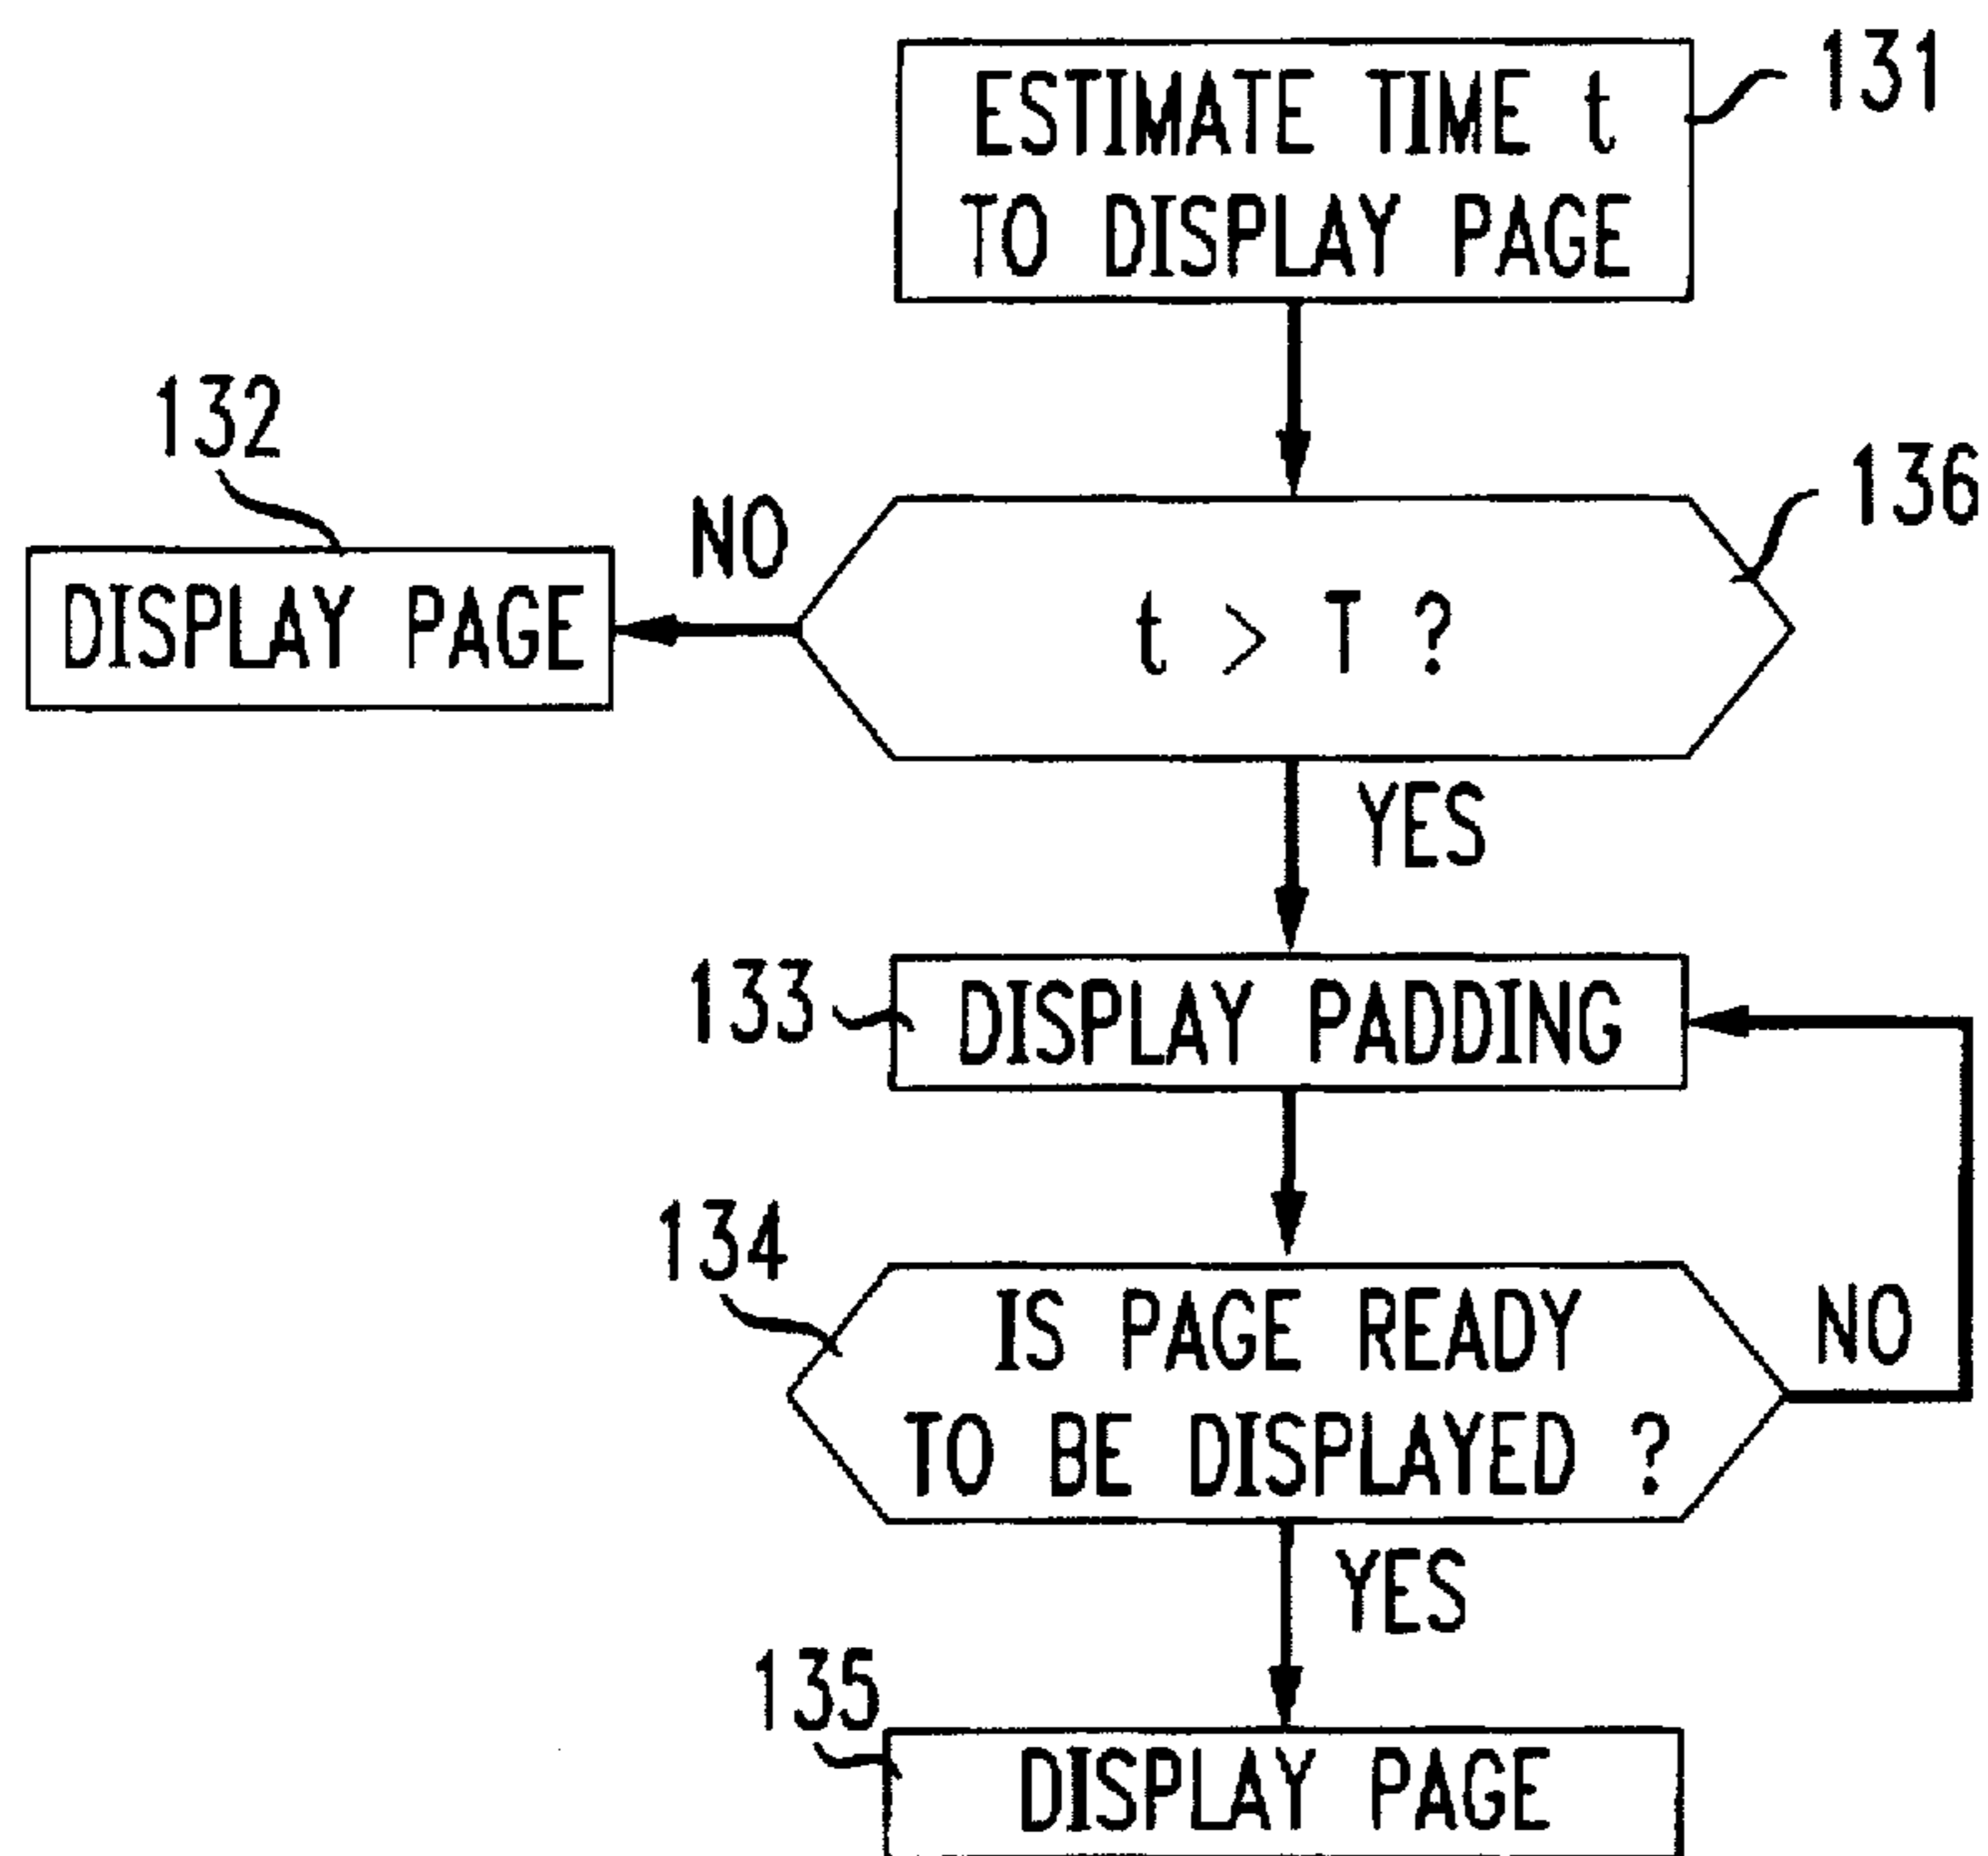 131
ESTIMATE TIME t
TO DISPLAY PAGE
132
136
NO
DISPLAY PAGE
t > T ?
YES
133
DISPLAY PADDING
134
IS PAGE READY
TO BE DISPLAYED ?
NO
YES
135
DISPLAY PAGE